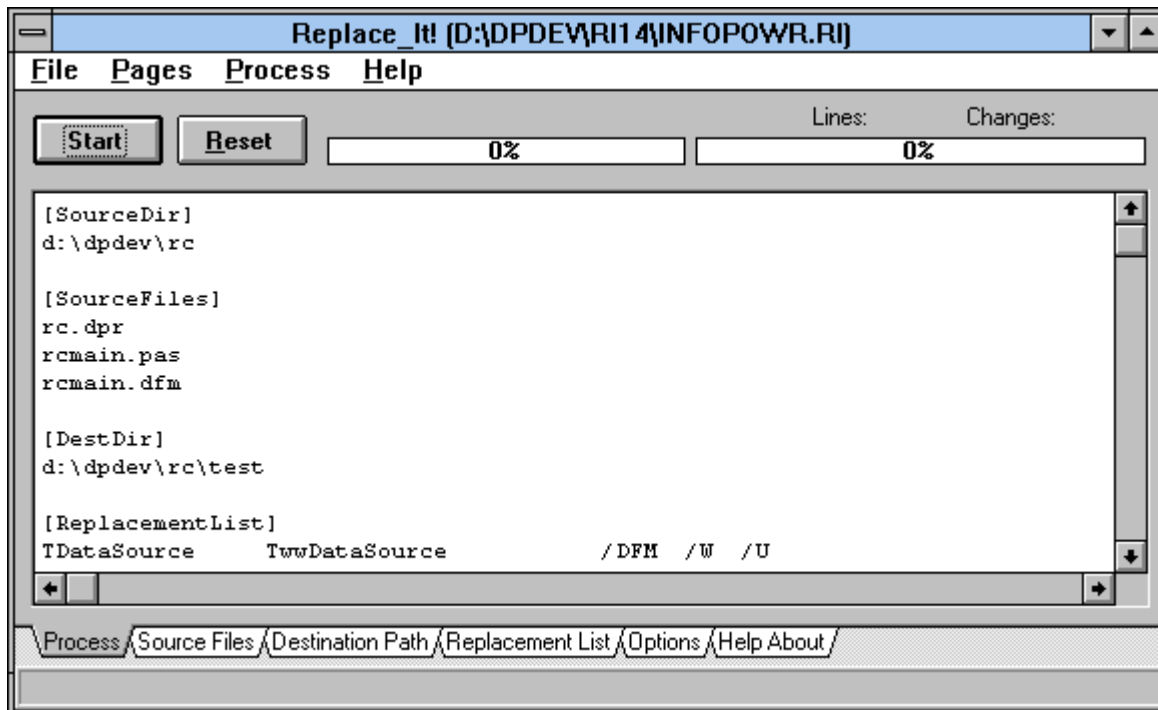 Replace_It! (D:\DPDEV\RI14\INFOPOWR.RI)
File Pages Process Help
Lines: Changes:
Start Reset 0% 0%
[SourceDir]
d:\dpdev\rc
[SourceFiles]
rc.dpr
rcmain.pas
rcmain.dfm
[DestDir]
d:\dpdev\rc\test
[ReplacementList]
TDataSource TwwDataSource /DFM /W /U
Process Source Files Destination Path Replacement List Options Help About